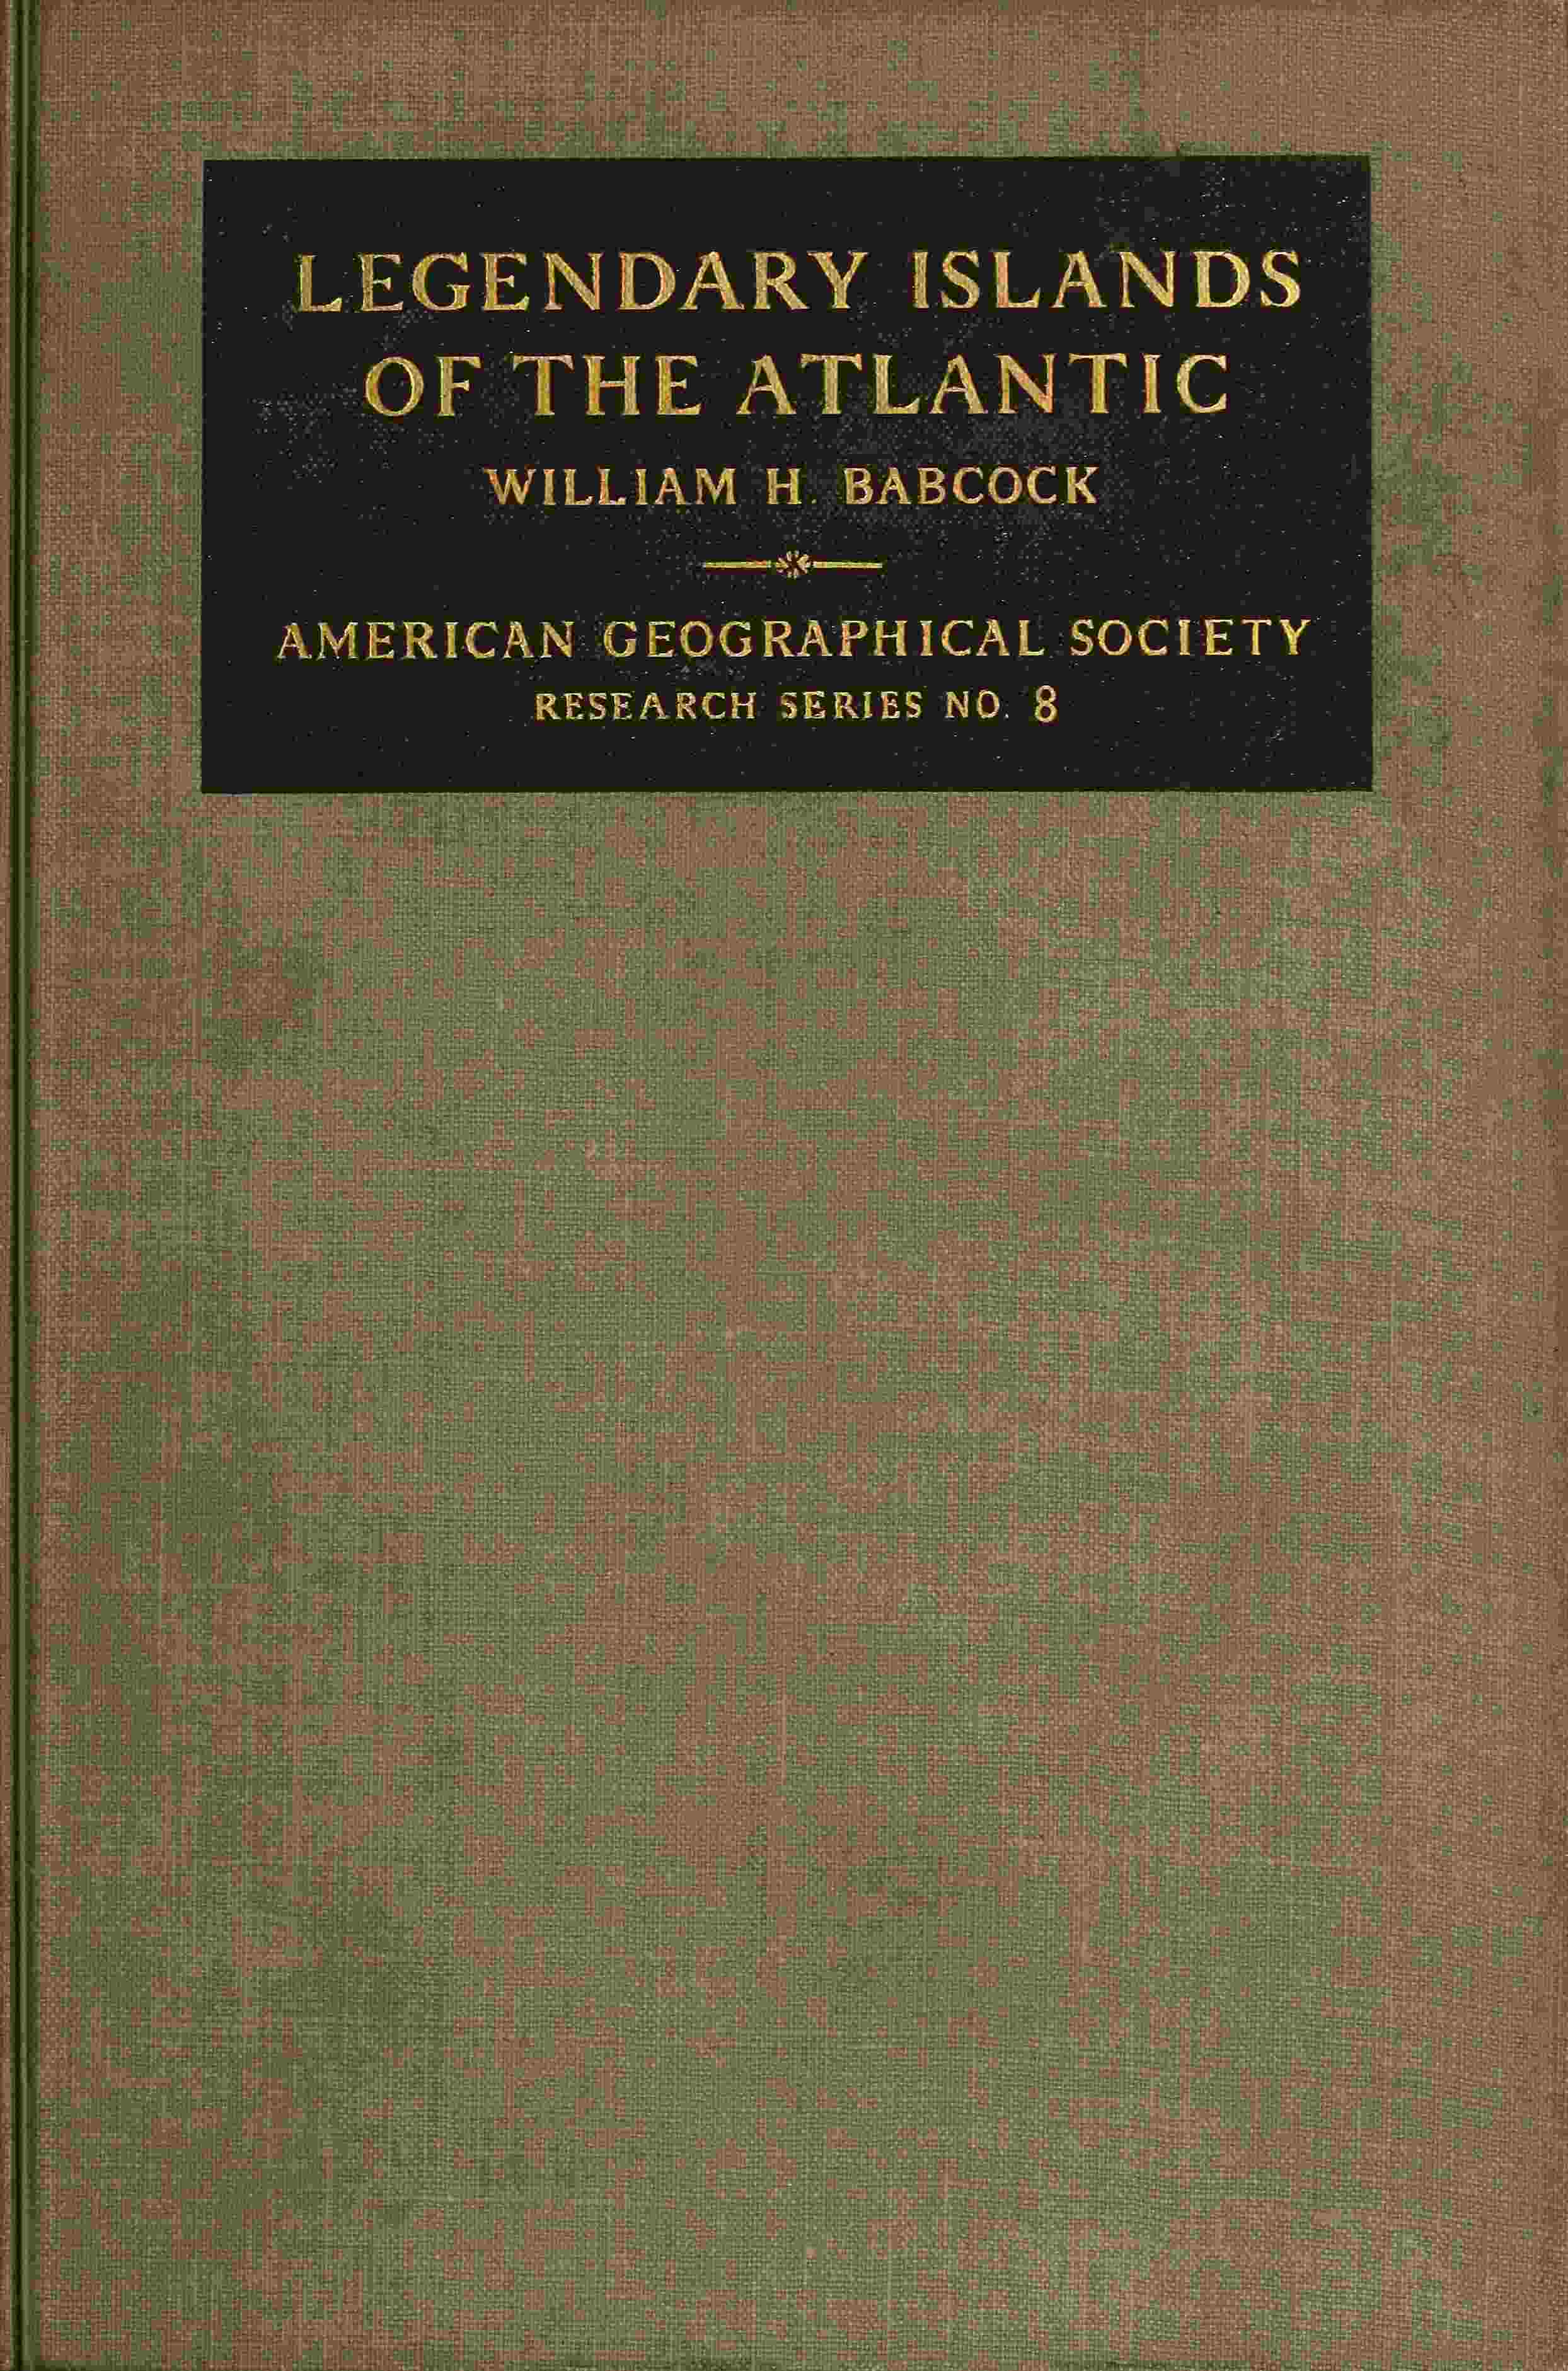 LEGENDARY ISLANDS
OF THE ATLANTIC
WILLIAM H. BABCOCK
AMERICAN GEOGRAPHICAL SOCIETY
RESEARCH SERIES NO. 8